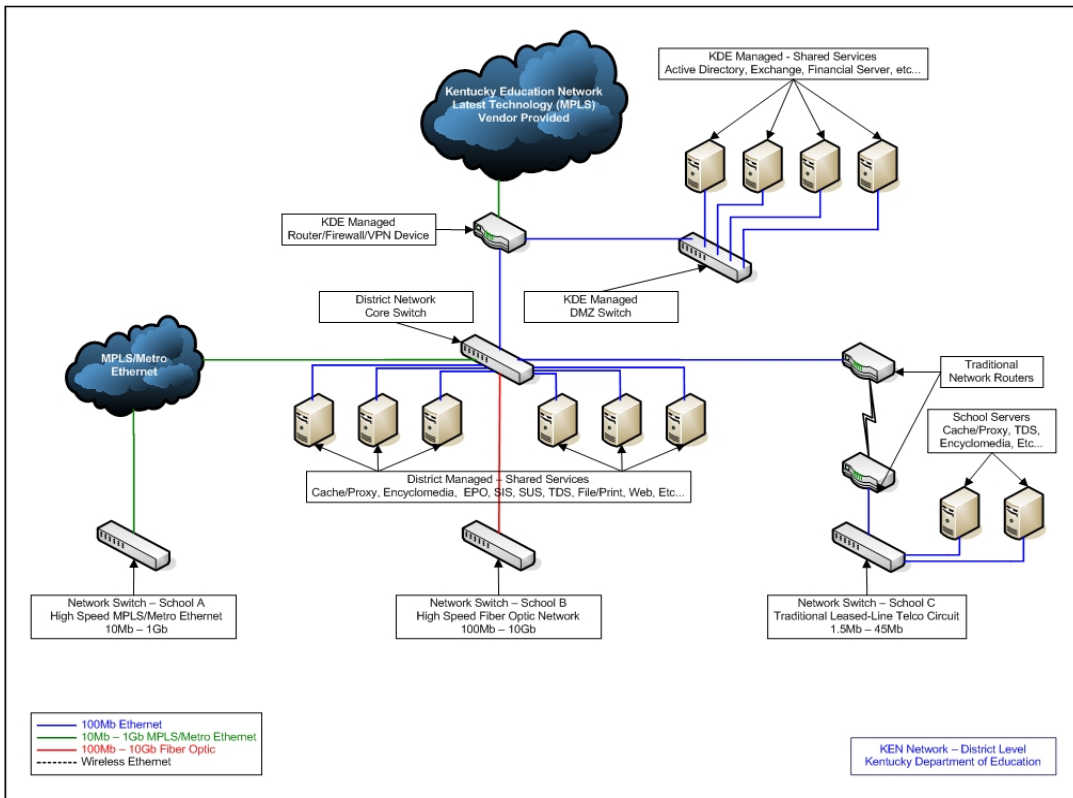 KDE Managed - Shared Services
Active Directory, Exchange, Financial Server, etc...
Kentucky Education Network
Latest Technology (MPLS)
Vendor Provided
KDE Managed
Router/Firewall/VPN Device
District Network
Core Switch
KDE Managed
DMZ Switch
MPLS/Metro
Ethernet
Traditional
Network Routers
School Servers
Cache/Proxy, TDS,
Encyclomedia, Etc...
District Managed – Shared Services
Cache/Proxy, Encyclomedia, EPO, SIS, SUS, TDS, File/Print, Web, Etc...
Network Switch – School A
High Speed MPLS/Metro Ethernet
10Mb – 1Gb
Network Switch – School B
High Speed Fiber Optic Network
100Mb – 10Gb
Network Switch – School C
Traditional Leased-Line Telco Circuit
1.5Mb – 45Mb
100Mb Ethernet
10Mb – 1Gb MPLS/Metro Ethernet
100Mb – 10Gb Fiber Optic
Wireless Ethernet
KEN Network – District Level
Kentucky Department of Education